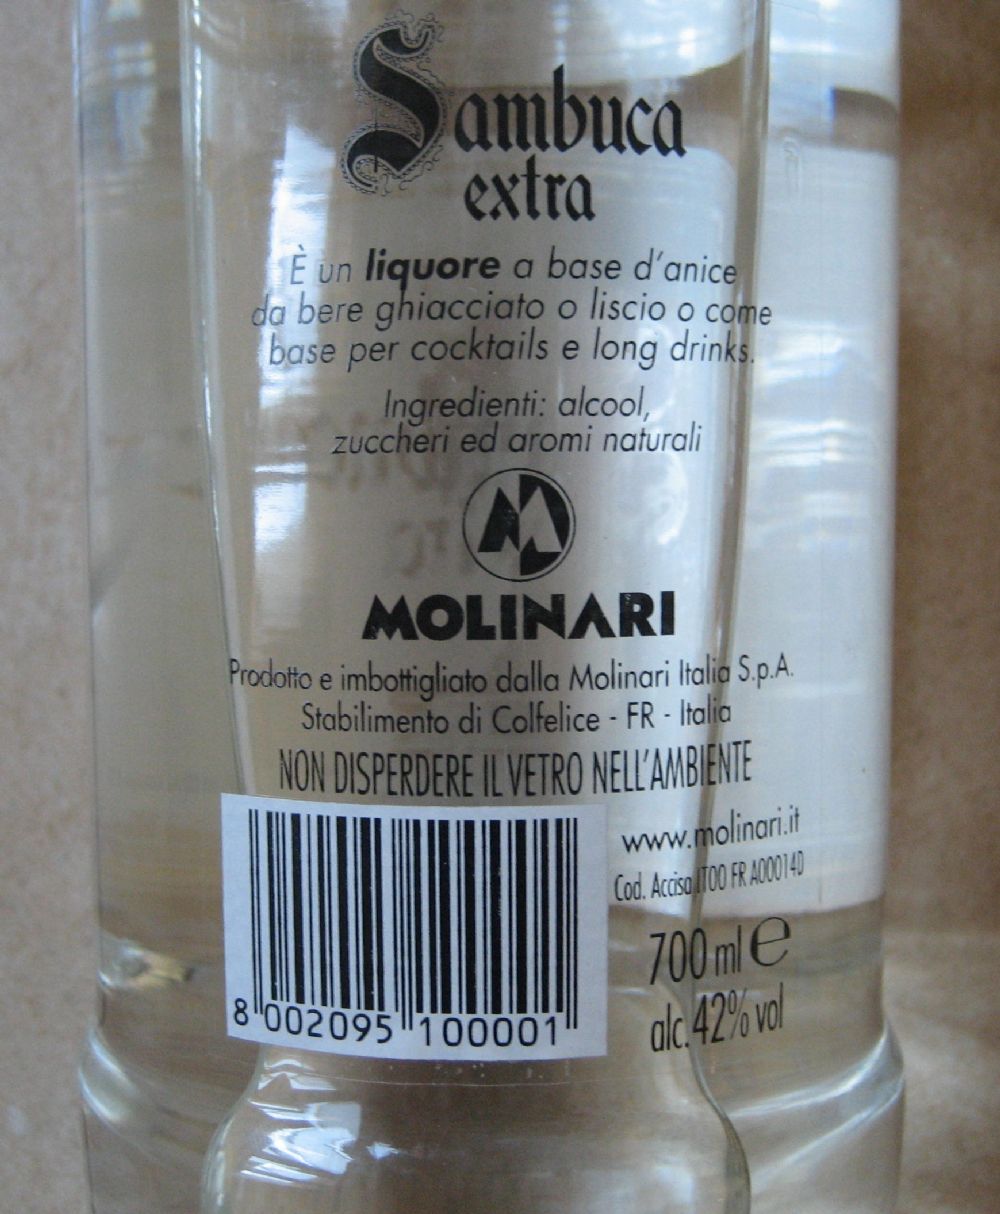 Sambuca
extra
È un liquore a base d'anice
da bere ghiacciato o liscio o come
base per cocktails e long drinks.
Ingredienti: alcool,
zuccheri ed aromi naturali
MOLINARI
Prodotto e imbottigliato dalla Molinari Italia S.p.A.
Stabilimento di Colfelice - FR - Italia
NON DISPERDERE IL VETRO NELL'AMBIENTE
www.molinari.it
Cod. Accisa IT00 FR A00014D
700 ml e
alc. 42% vol
8 002095 100001